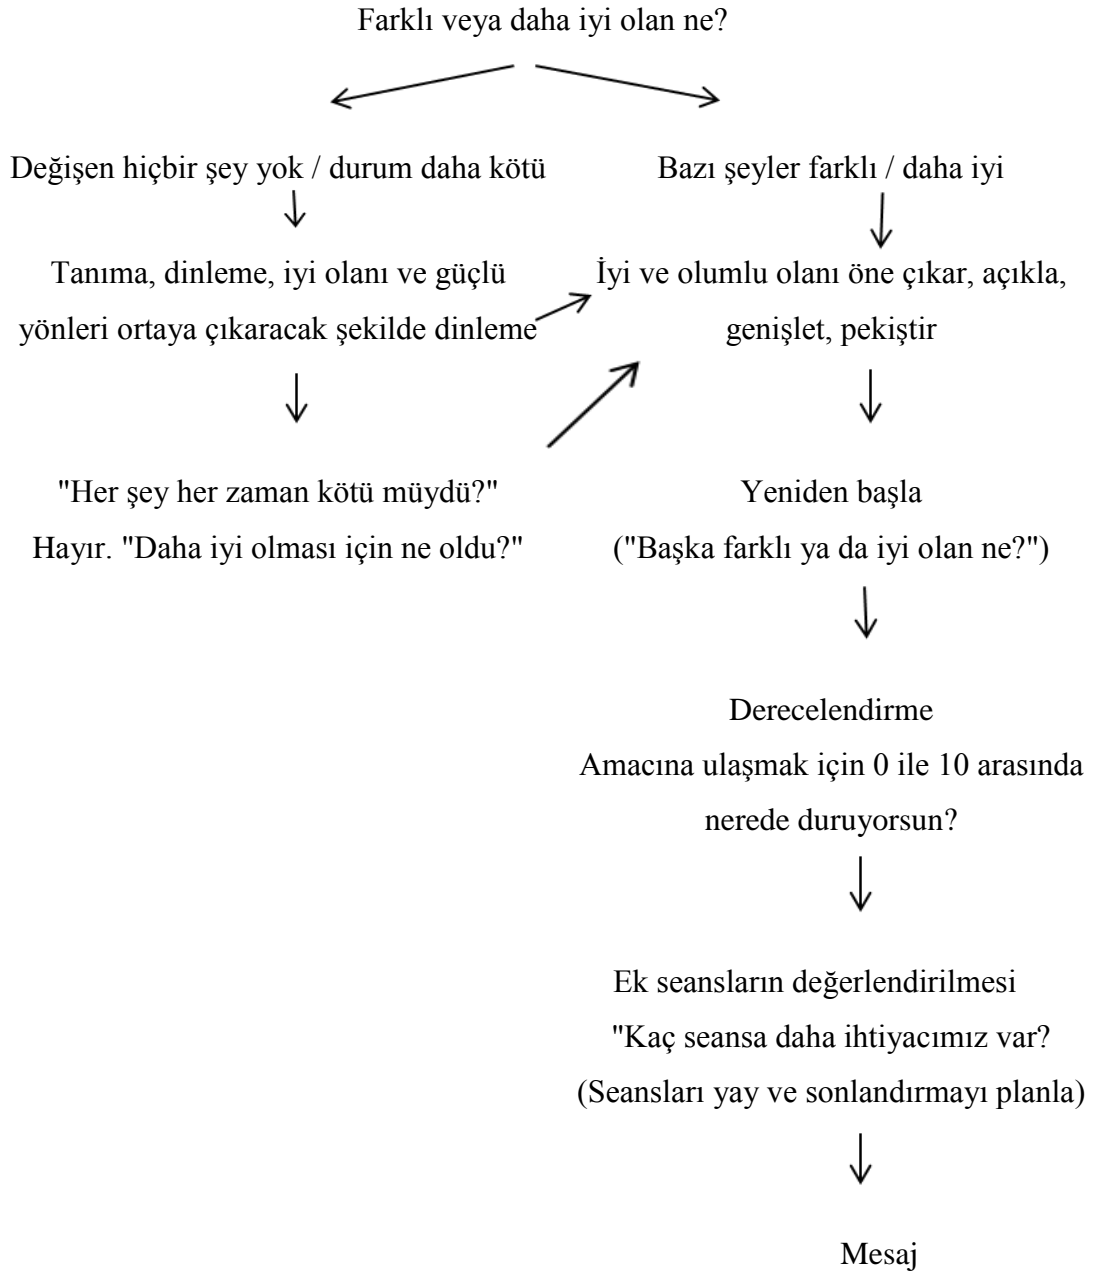 Farklı veya daha iyi olan ne?
Değişen hiçbir şey yok / durum daha kötü
Bazı şeyler farklı / daha iyi
Tanıma, dinleme, iyi olanı ve güçlü
yönleri ortaya çıkaracak şekilde dinleme
İyi ve olumlu olanı öne çıkar, açıkla,
genişlet, pekiştir
"Her şey her zaman kötü müydü?"
Hayır. "Daha iyi olması için ne oldu?"
Yeniden başla
("Başka farklı ya da iyi olan ne?")
Derecelendirme
Amacına ulaşmak için 0 ile 10 arasında
nerede duruyorsun?
Ek seansların değerlendirilmesi
"Kaç seansa daha ihtiyacımız var?
(Seansları yay ve sonlandırmayı planla)
Mesaj